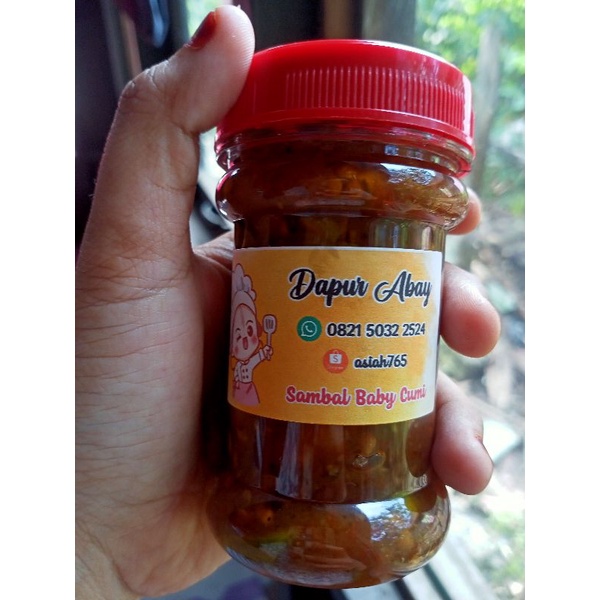 Dapur Abay
0821 5032 2524
asiah765
Sambal Baby Cumi